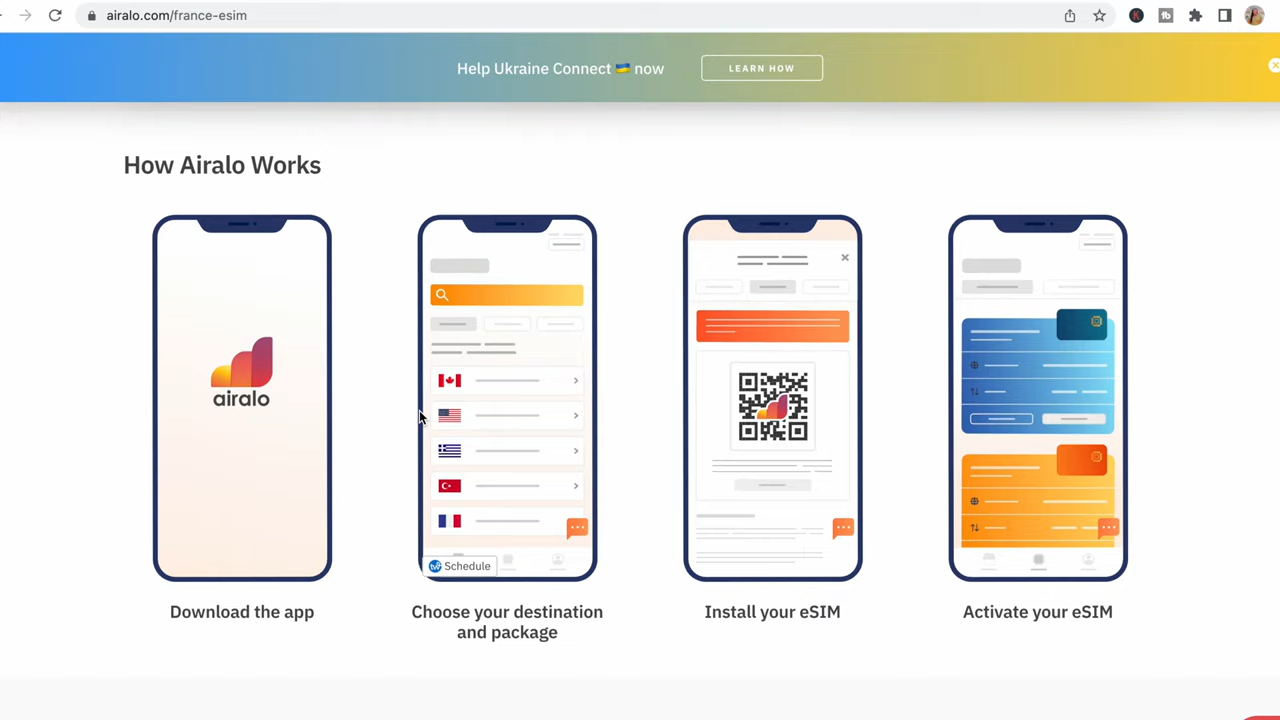 airalo.com/france-esim
Help Ukraine Connect 🇺🇦 now
LEARN HOW
How Airalo Works
airalo
Schedule
Download the app
Choose your destination
and package
Install your eSIM
Activate your eSIM